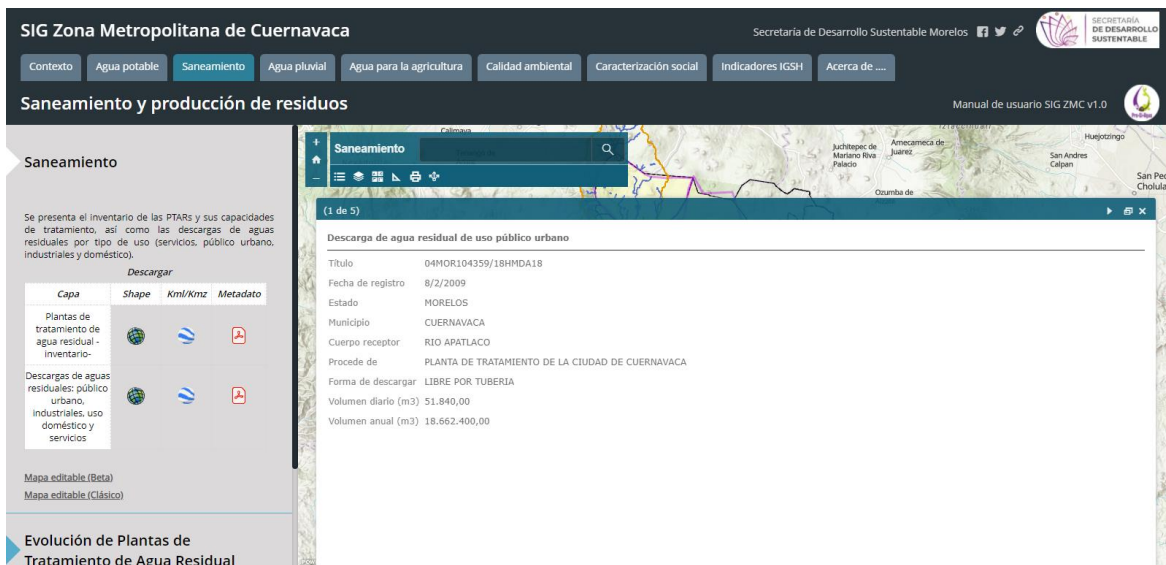 SIG Zona Metropolitana de Cuernavaca
Secretaria de Desarrollo Sustentable Morelos
SECRETARÍA
DE DESARROLLO
SUSTENTABLE
Contexto
Agua potable
Saneamiento
Agua pluvial
Agua para la agricultura
Calidad ambiental
Caracterización social
Indicadores IGSH
Acerca de ....
Saneamiento y producción de residuos
Manual de usuario SIG ZMC v1.0
Saneamiento
Se presenta el inventario de las PTARs y sus capacidades
de tratamiento, así como las descargas de aguas
residuales por tipo de uso (servicios, público urbano,
industriales y doméstico).
Descargar
Capa Shape Kml/Kmz Metadato
Plantas de
tratamiento de
agua residual -
inventario-
Descargas de aguas
residuales: público
urbano,
industriales, uso
doméstico y
servicios
Mapa editable (Beta)
Mapa editable (Clásico)
Evolución de Plantas de
Tratamiento de Agua Residual
Calimaya
Saneamiento
Juchitepec de
Mariano Riva
Palacio
Amecameca de
Juarez
Ozumba de
Huejotzingo
San Andres
Calpan
San Pe
Cholula
(1 de 5)
Descarga de agua residual de uso público urbano
Título 04MOR104359/18HMDA18
Fecha de registro 8/2/2009
Estado MORELOS
Municipio CUERNAVACA
Cuerpo receptor RIO APATLACO
Procede de PLANTA DE TRATAMIENTO DE LA CIUDAD DE CUERNAVACA
Forma de descargar LIBRE POR TUBERIA
Volumen diario (m3) 51.840,00
Volumen anual (m3) 18.662.400,00